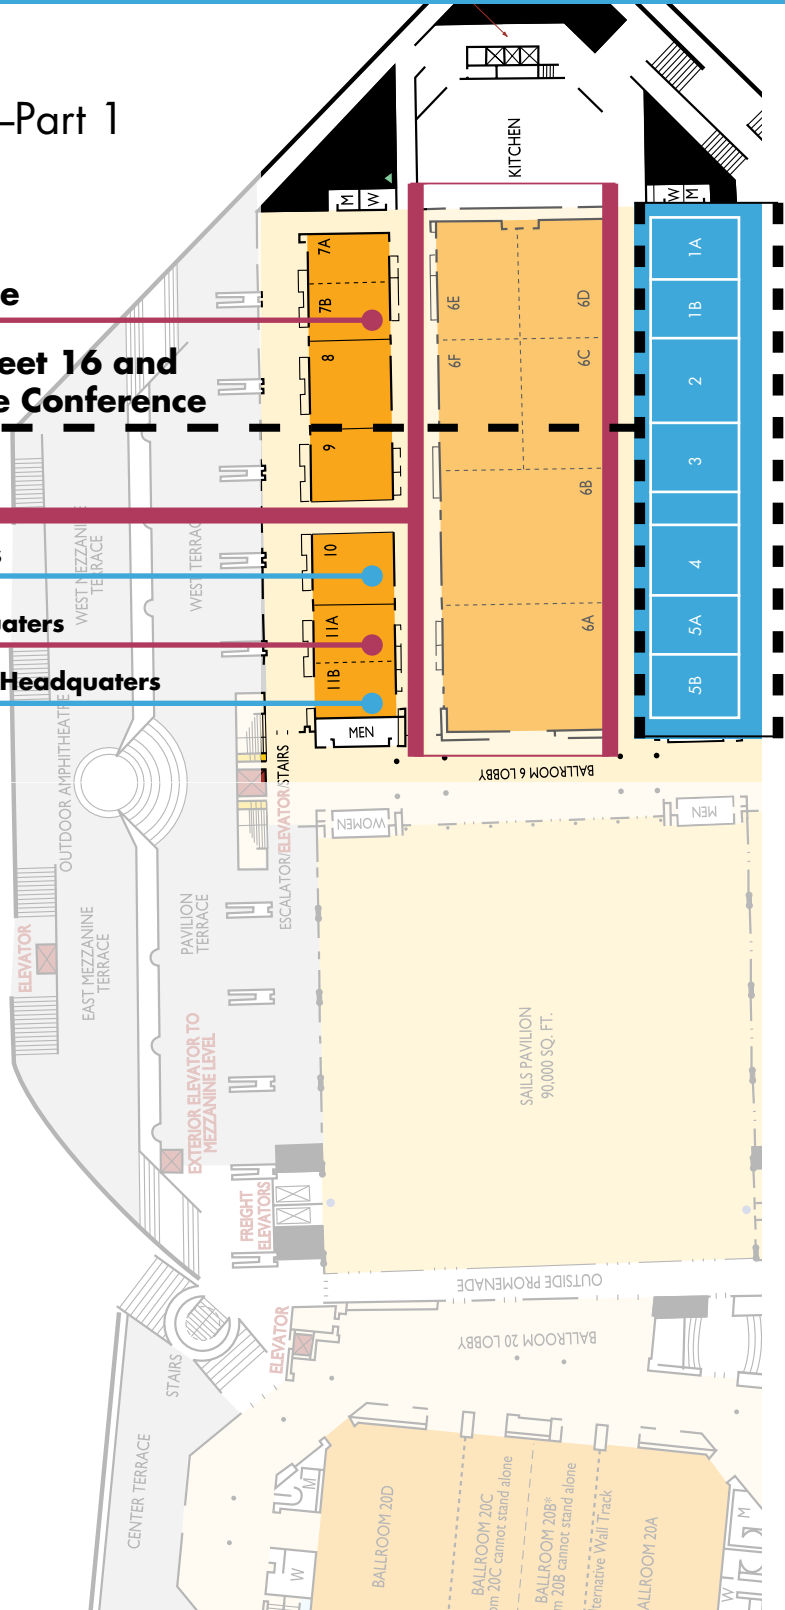 –Part 1
KITCHEN
M
W
W
M
7A
7B
8
9
10
11A
11B
MEN
6E
6D
6F
6C
6B
6A
1A
1B
2
3
4
5A
5B
e
eet 16 and
e Conference
s
uaters
Headquaters
WEST MEZZANINE
TERRACE
WEST TERRACE
OUTDOOR AMPHITHEATRE
ESCALATOR/ELEVATOR/STAIRS
BALLROOM 6 LOBBY
WOMEN
MEN
ELEVATOR
EAST MEZZANINE
TERRACE
PAVILION
TERRACE
EXTERIOR ELEVATOR TO
MEZZANINE LEVEL
SAILS PAVILION
90,000 SQ. FT.
FREIGHT
ELEVATORS
OUTSIDE PROMENADE
BALLROOM 20 LOBBY
ELEVATOR
STAIRS
CENTER TERRACE
M
W
BALLROOM 20D
BALLROOM 20C
om 20C cannot stand alone
BALLROOM 20B*
m 20B cannot stand alone
ternative Wall Track
ALLROOM 20A
M
W